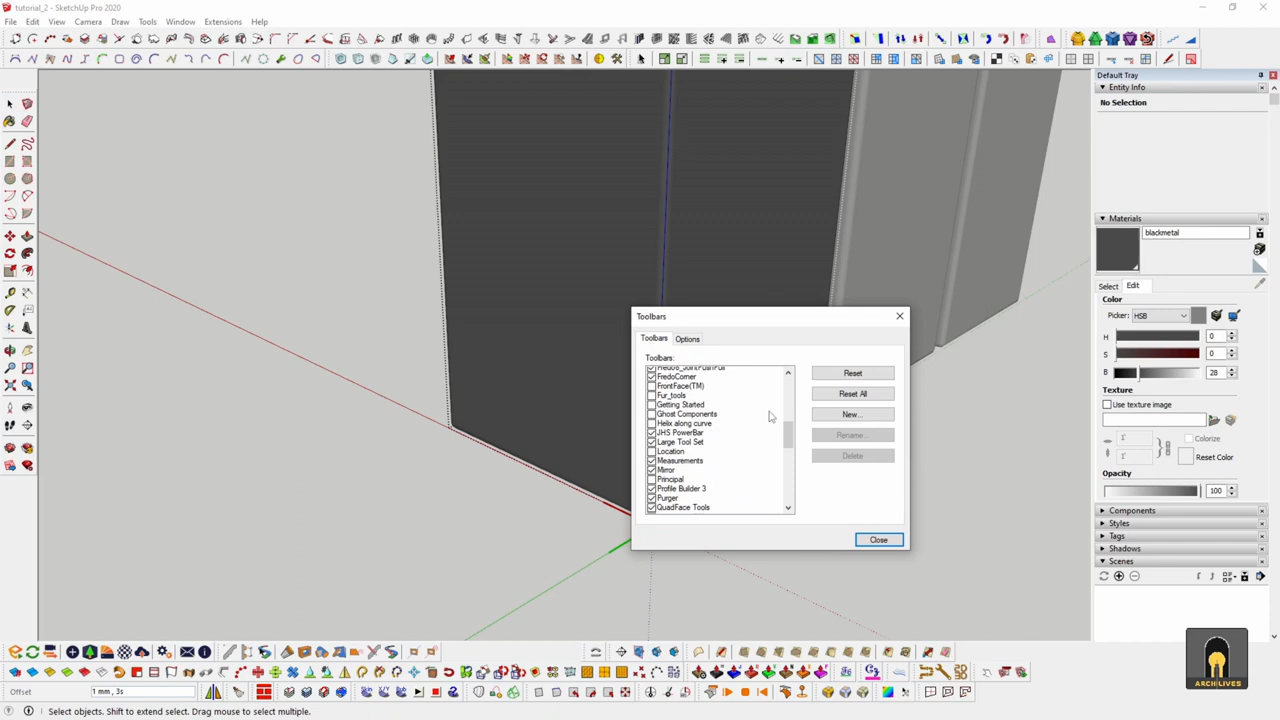 tutorial_2 - SketchUp Pro 2020
File Edit View Camera Draw Tools Window Extensions Help
Default Tray
Entity Info
No Selection
Materials
blackmetal
Select Edit
Color
Picker: HSB
H 0
S 0
B 28
Texture
Use texture image
1'
1'
Colorize
Reset Color
Opacity
100
Components
Styles
Tags
Shadows
Scenes
Toolbars
Toolbars Options
Toolbars:
Fredo6_JointPushPull
FredoCorner
FrontFace(TM)
Fur_tools
Getting Started
Ghost Components
Helix along curve
JHS PowerBar
Large Tool Set
Location
Measurements
Mirror
Principal
Profile Builder 3
Purger
QuadFace Tools
Reset
Reset All
New...
Rename...
Delete
Close
ARCHILIVES
Offset 1 mm , 3s
Select objects. Shift to extend select. Drag mouse to select multiple.